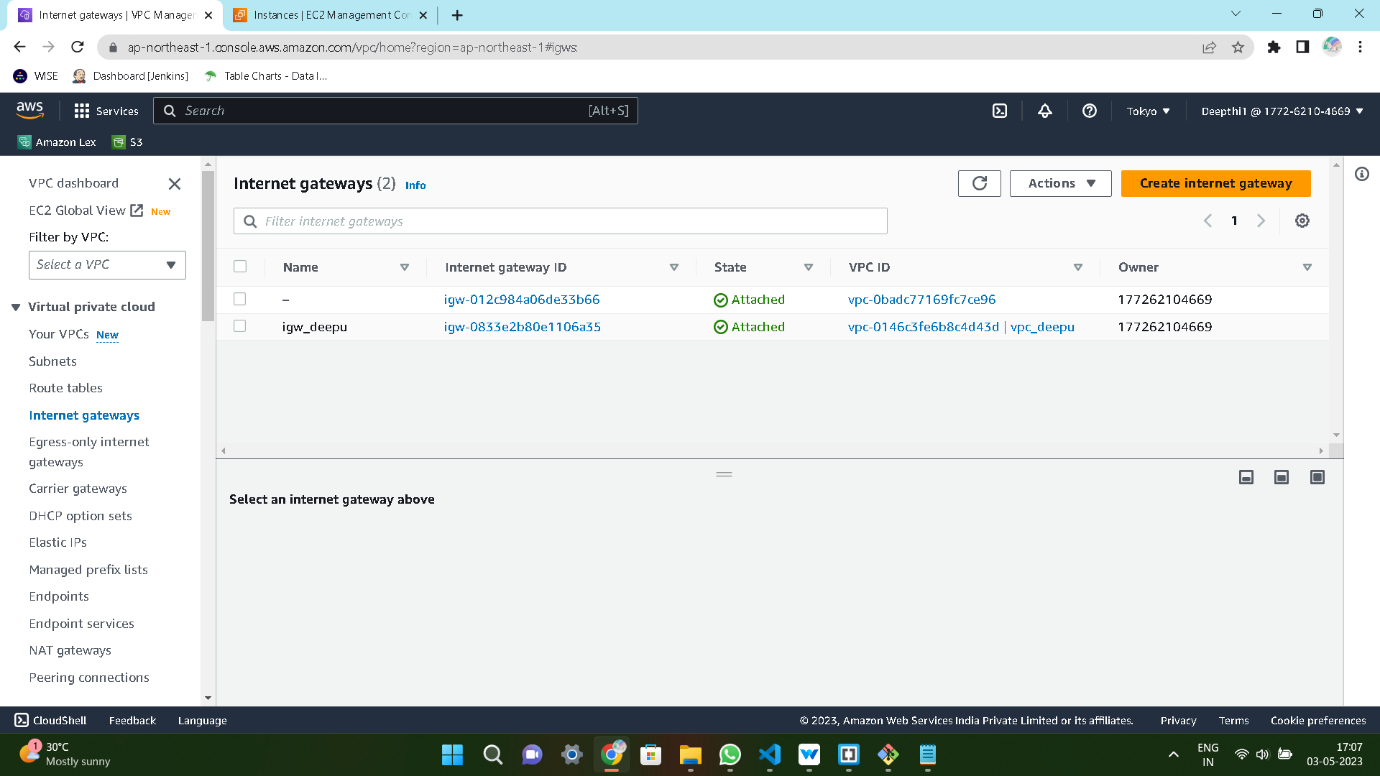 Internet gateways | VPC Manager
Instances | EC2 Management Con
ap-northeast-1.console.aws.amazon.com/vpc/home?region=ap-northeast-1#igws:
WISE
Dashboard [Jenkins]
Table Charts - Data I...
aws
Services
Search
[Alt+S]
Tokyo
Deepthi1 @ 1772-6210-4669
Amazon Lex
S3
VPC dashboard
EC2 Global View New
Filter by VPC:
Select a VPC
Virtual private cloud
Your VPCs New
Subnets
Route tables
Internet gateways
Egress-only internet
gateways
Carrier gateways
DHCP option sets
Elastic IPs
Managed prefix lists
Endpoints
Endpoint services
NAT gateways
Peering connections
Internet gateways (2) Info
Actions
Create internet gateway
Filter internet gateways
1
Name Internet gateway ID State VPC ID Owner
– igw-012c984a06de33b66 Attached vpc-0badc77169fc7ce96 177262104669
igw_deepu igw-0833e2b80e1106a35 Attached vpc-0146c3fe6b8c4d43d | vpc_deepu 177262104669
Select an internet gateway above
CloudShell Feedback Language
© 2023, Amazon Web Services India Private Limited or its affiliates. Privacy Terms Cookie preferences
1
30°C
Mostly sunny
ENG
IN
17:07
03-05-2023